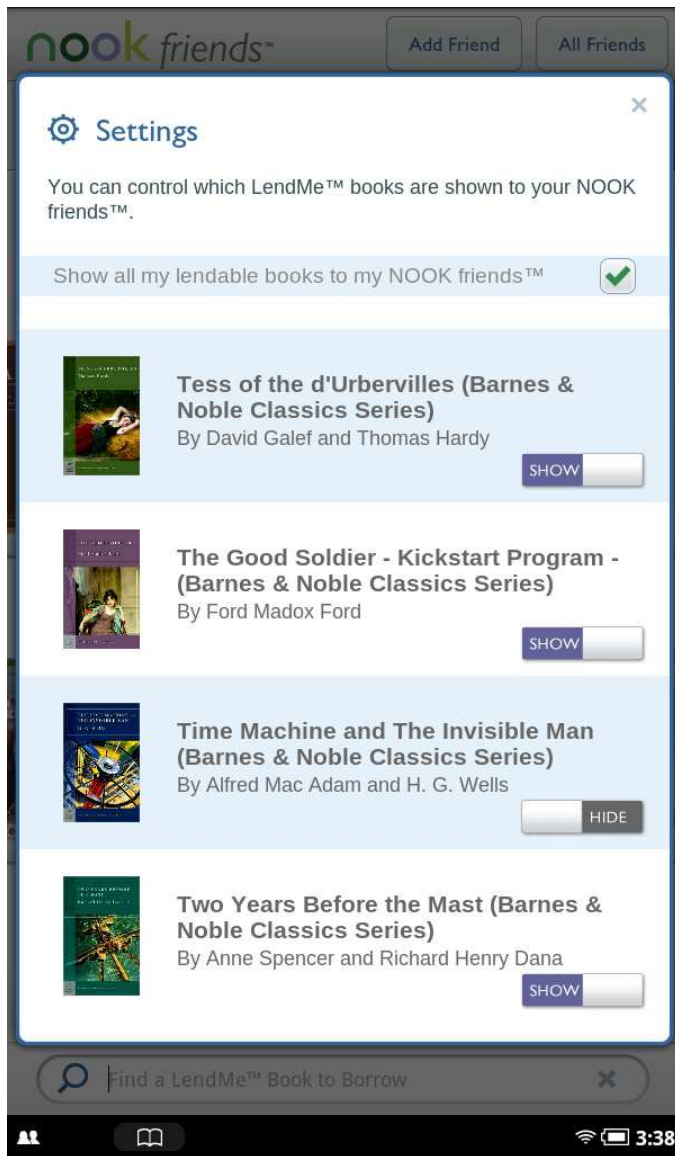 nook friends™
Add Friend
All Friends
Settings
You can control which LendMe™ books are shown to your NOOK
friends™.
Show all my lendable books to my NOOK friends™
Tess of the d'Urbervilles (Barnes &
Noble Classics Series)
By David Galef and Thomas Hardy
SHOW
The Good Soldier - Kickstart Program -
(Barnes & Noble Classics Series)
By Ford Madox Ford
SHOW
Time Machine and The Invisible Man
(Barnes & Noble Classics Series)
By Alfred Mac Adam and H. G. Wells
HIDE
Two Years Before the Mast (Barnes &
Noble Classics Series)
By Anne Spencer and Richard Henry Dana
SHOW
Find a LendMe™ Book to Borrow
3:38